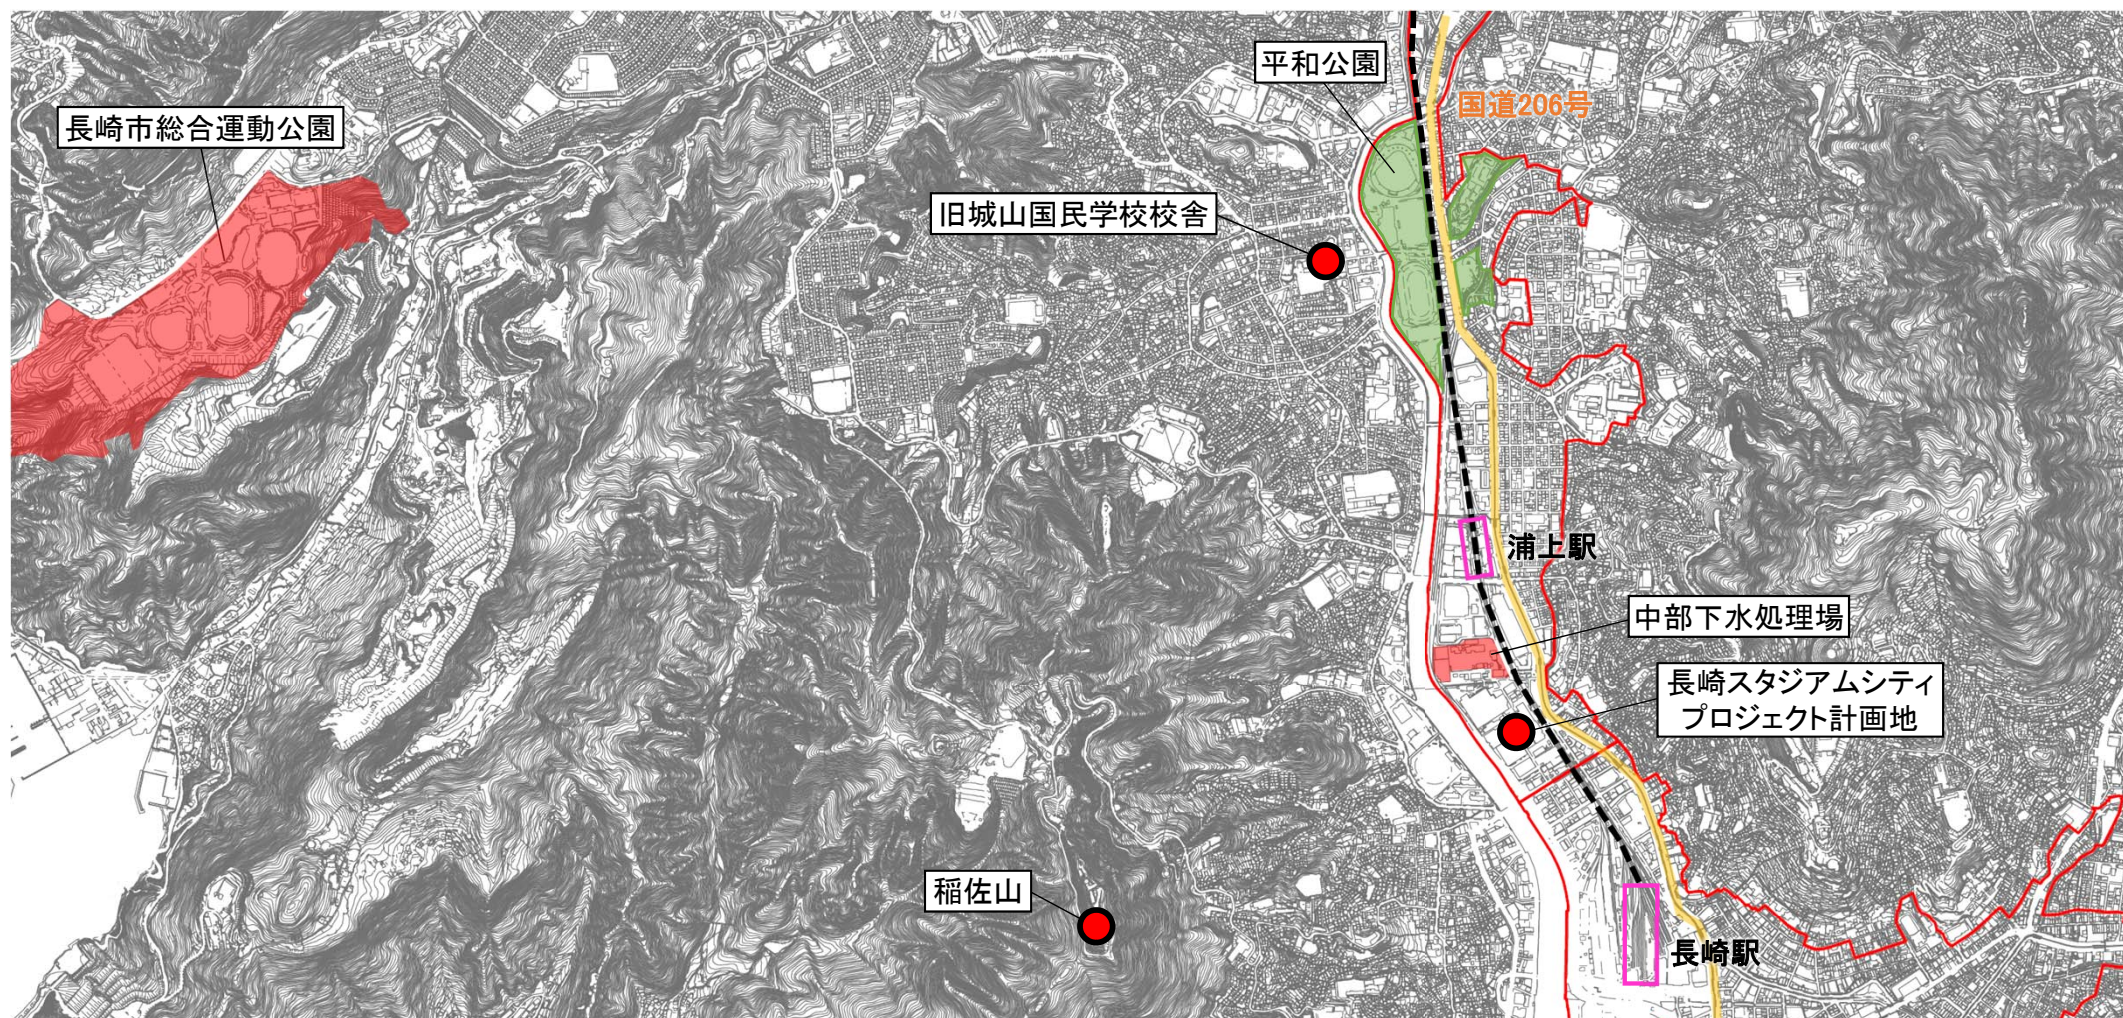 平和公園
国道206号
長崎市総合運動公園
旧城山国民学校校舎
浦上駅
中部下水処理場
長崎スタジアムシティ
プロジェクト計画地
稲佐山
長崎駅